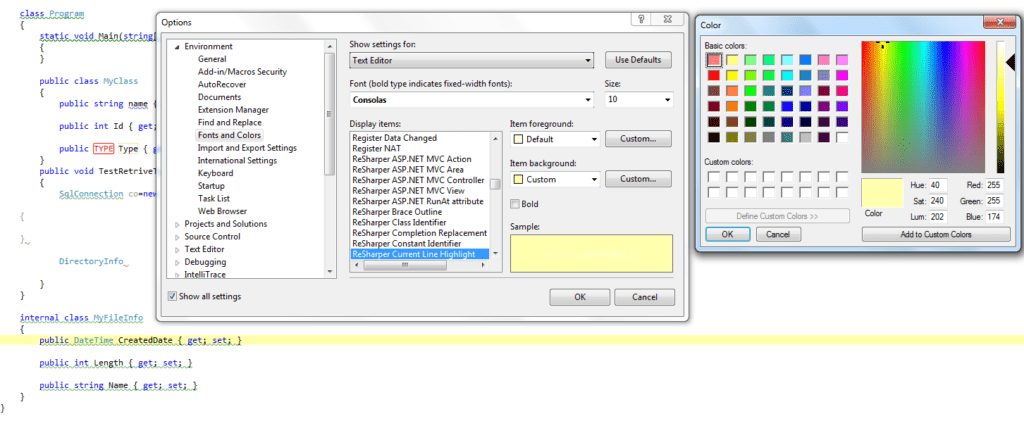 class Program
{
static void Main(string[
{
}
public class MyClass
{
public string name {
public int Id { get;
public TYPE Type { g
}
public void TestRetriveT
{
SqlConnection co=new
{
}
DirectoryInfo
}
}
internal class MyFileInfo
{
public DateTime CreatedDate { get; set; }
public int Length { get; set; }
public string Name { get; set; }
}
}
Options
Environment
General
Add-in/Macros Security
AutoRecover
Documents
Extension Manager
Find and Replace
Fonts and Colors
Import and Export Settings
International Settings
Keyboard
Startup
Task List
Web Browser
Projects and Solutions
Source Control
Text Editor
Debugging
IntelliTrace
Show all settings
Show settings for:
Text Editor
Use Defaults
Font (bold type indicates fixed-width fonts):
Size:
Consolas
10
Display items:
Register Data Changed
Register NAT
ReSharper ASP.NET MVC Action
ReSharper ASP.NET MVC Area
ReSharper ASP.NET MVC Controller
ReSharper ASP.NET MVC View
ReSharper ASP.NET RunAt attribute
ReSharper Brace Outline
ReSharper Class Identifier
ReSharper Completion Replacement
ReSharper Constant Identifier
ReSharper Current Line Highlight
Item foreground:
Default
Custom...
Item background:
Custom
Custom...
Bold
Sample:
OK
Cancel
Color
Basic colors:
Custom colors:
Define Custom Colors >>
OK
Cancel
Color
Hue: 40
Sat: 240
Lum: 202
Red: 255
Green: 255
Blue: 174
Add to Custom Colors